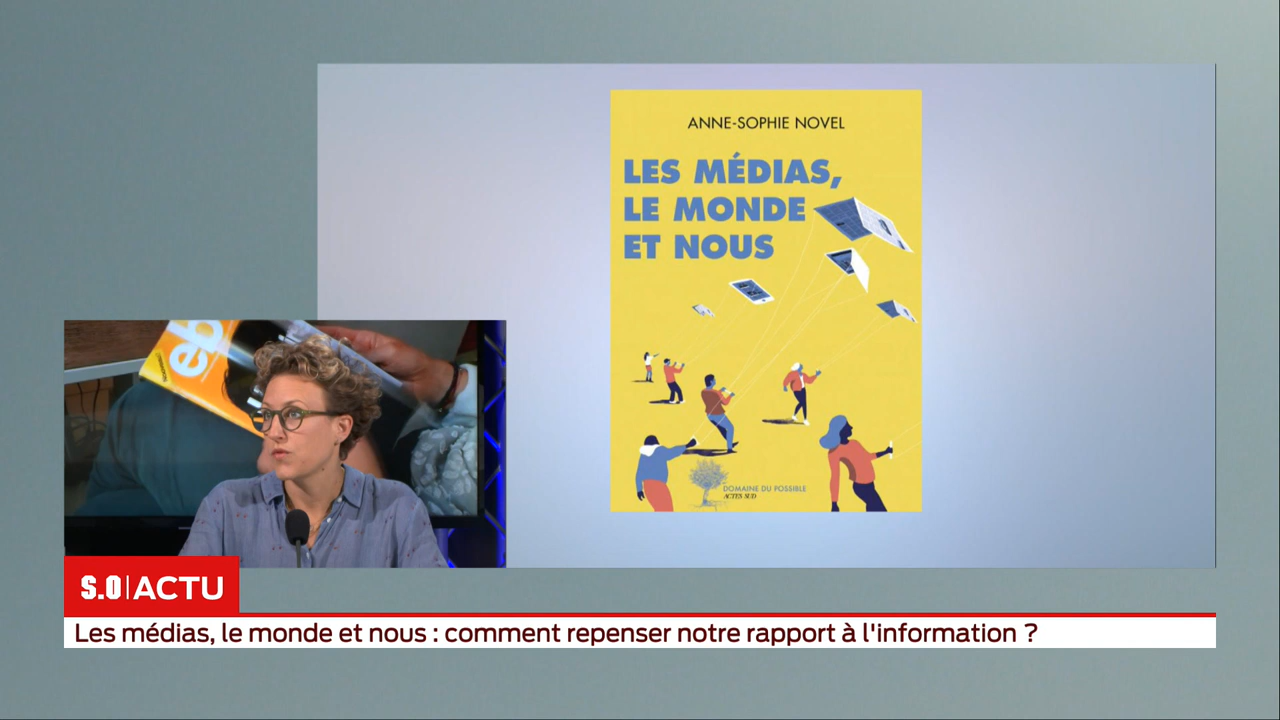 ANNE-SOPHIE NOVEL
LES MÉDIAS,
LE MONDE
ET NOUS
DOMAINE DU POSSIBLE
ACTES SUD
eb
S.O|ACTU
Les médias, le monde et nous : comment repenser notre rapport à l'information ?